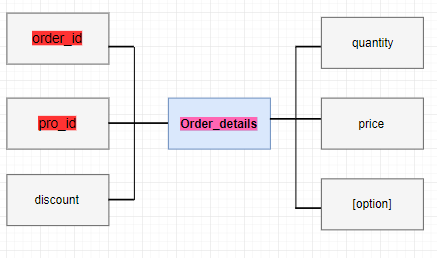 order_id
pro_id
discount
Order_details
quantity
price
[option]